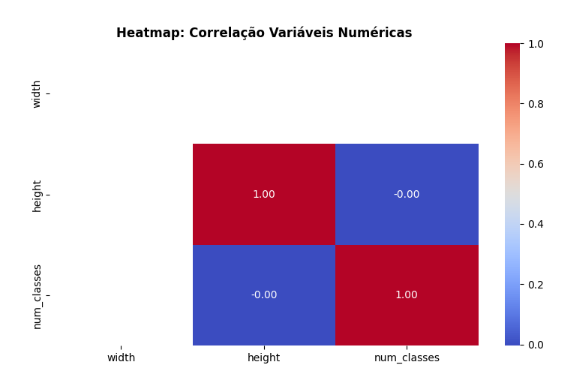 Heatmap: Correlação Variáveis Numéricas
width
height
num_classes
1.00
-0.00
-0.00
1.00
width
height
num_classes
1.0
0.8
0.6
0.4
0.2
0.0